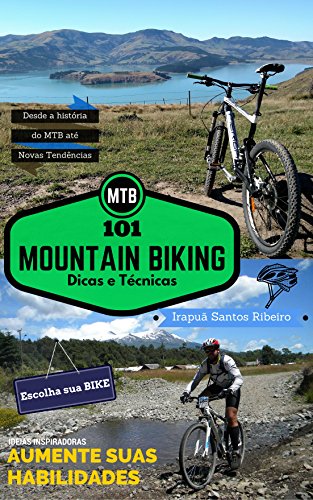 Desde a história
do MTB até
Novas Tendências
MTB
101
MOUNTAIN BIKING
Dicas e Técnicas
Irapuã Santos Ribeiro
Escolha sua BIKE
IDEIAS INSPIRADORAS
AUMENTE SUAS
HABILIDADES